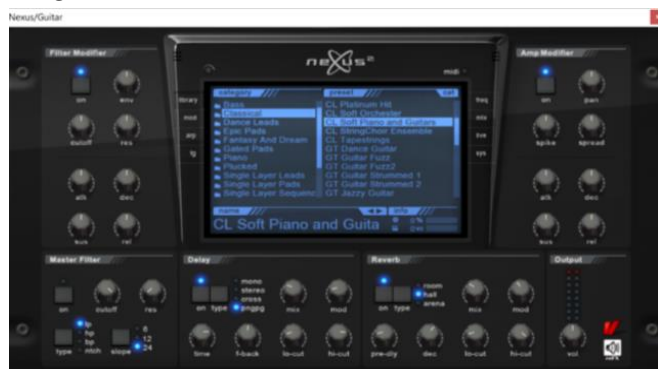 Nexus/Guitar
Filter Modifier
on
env
cutoff
res
atk
dec
sus
rel
nexus²
midi
library
mod
arp
tg
category
Bass
Classical
Dance Leads
Epic Pads
Fantasy And Dream
Gated Pads
Piano
Plucked
Single Layer Leads
Single Layer Pads
Single Layer Sequenc
preset
cat
CL Platinum Hit
CL Soft Orchester
CL Soft Piano and Guitars
CL StringChoir Ensemble
CL Tapestrings
GT Dance Guitar
GT Guitar Fuzz
GT Guitar Fuzz2
GT Guitar Strummed 1
GT Guitar Strummed 2
GT Jazzy Guitar
name
info
CL Soft Piano and Guita
mix
sys
Amp Modifier
on
pan
spike
spread
atk
dec
sus
rel
Master Filter
on
cutoff
res
type
lp
hp
bp
ntch
slope
6
12
24
Delay
on
type
mono
stereo
cross
pngpg
mix
mod
time
f-back
lo-cut
hi-cut
Reverb
on
type
room
hall
arena
mix
mod
pre-dly
dec
lo-cut
hi-cut
Output
vol